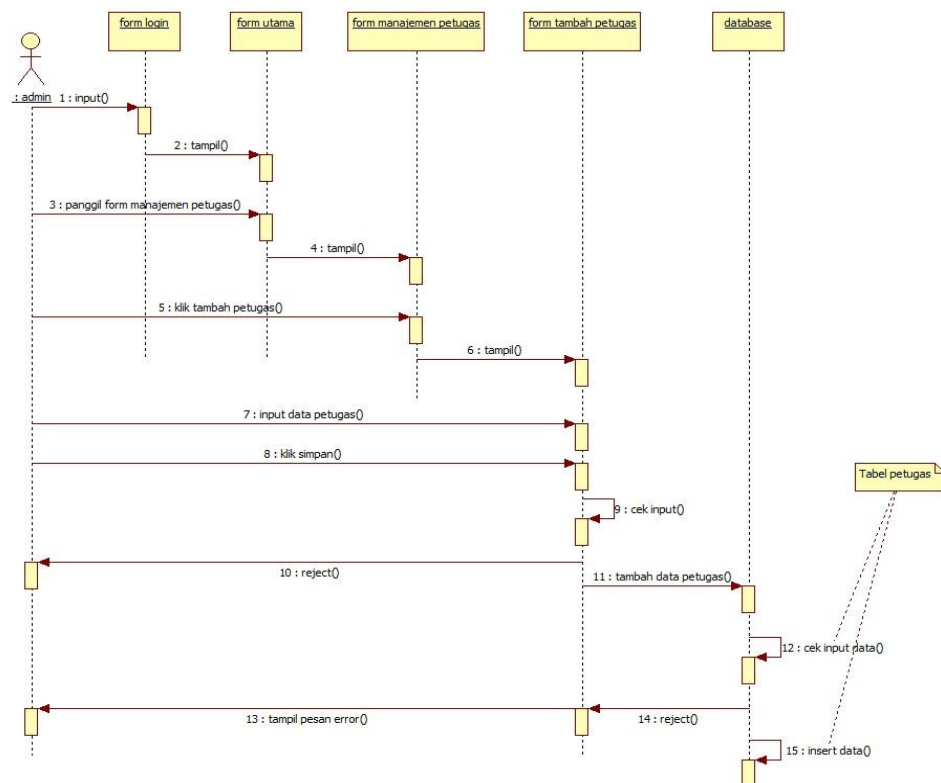 form login
form utama
form manajemen petugas
form tambah petugas
database
: admin
1 : input()
2 : tampil()
3 : panggil form manajemen petugas()
4 : tampil()
5 : klik tambah petugas()
6 : tampil()
7 : input data petugas()
8 : klik simpan()
Tabel petugas
9 : cek input()
10 : reject()
11 : tambah data petugas()
12 : cek input data()
13 : tampil pesan error()
14 : reject()
15 : insert data()